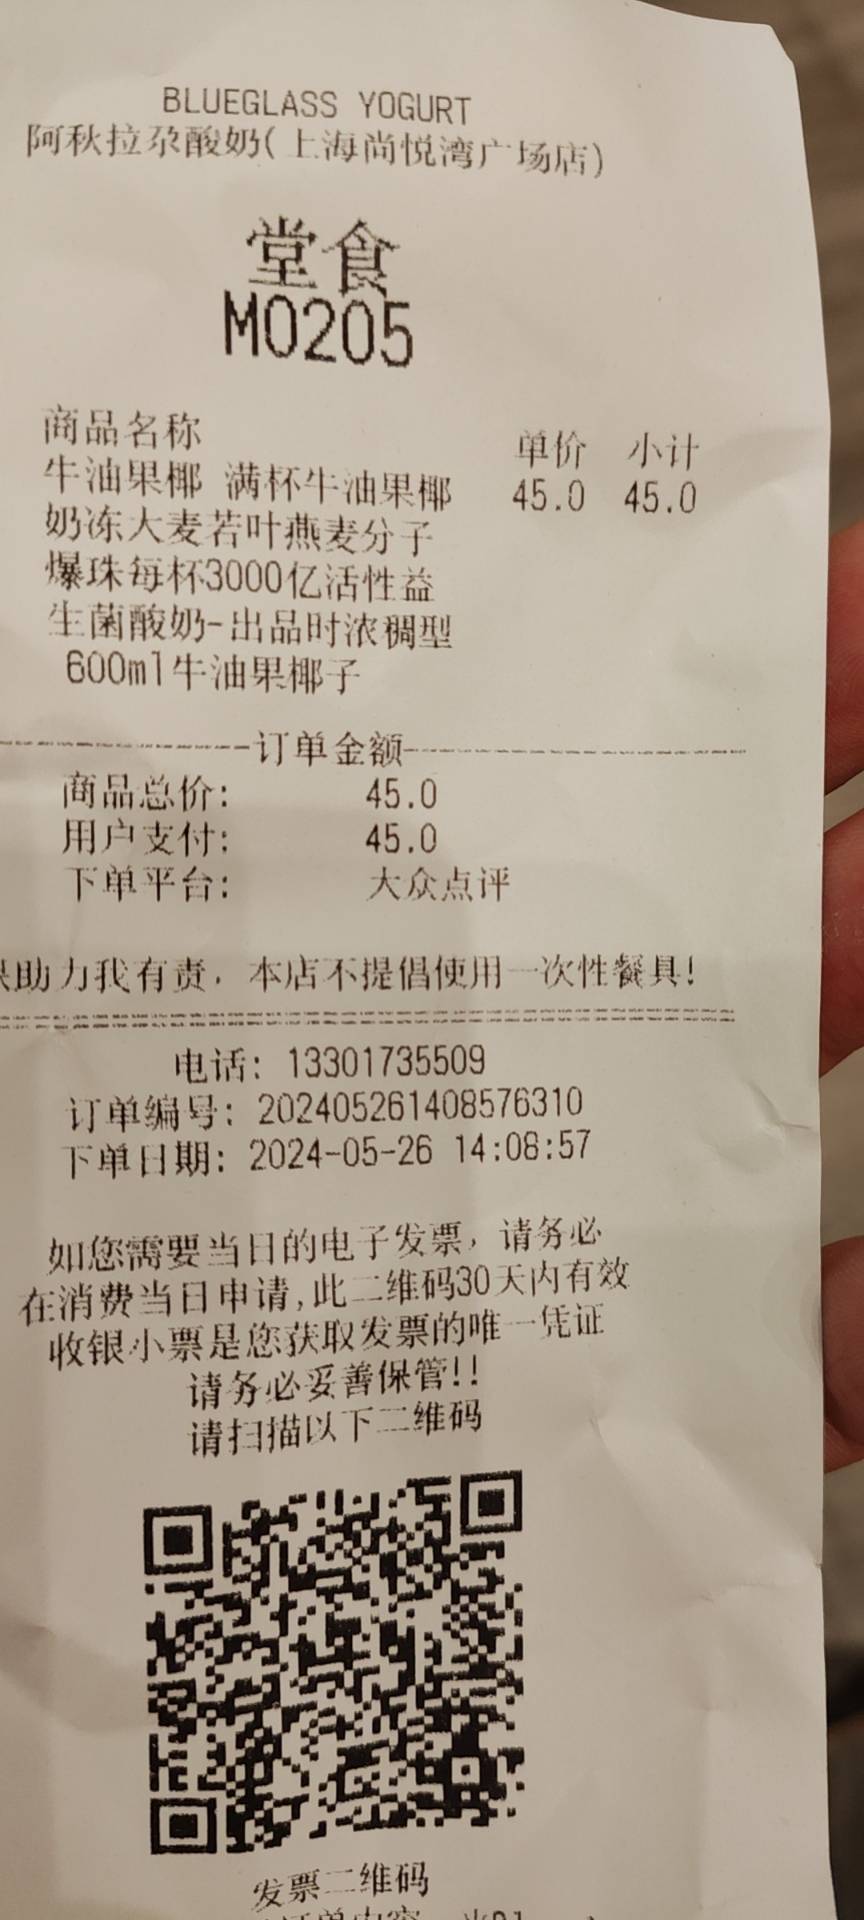 BLUEGLASS YOGURT
阿秋拉尕酸奶(上海尚悦湾广场店)
堂食
M0205
商品名称 单价 小计
牛油果椰 满杯牛油果椰 45.0 45.0
奶冻大麦若叶燕麦分子
爆珠每杯3000亿活性益
生菌酸奶-出品时浓稠型
600ml牛油果椰子
订单金额
商品总价: 45.0
用户支付: 45.0
下单平台: 大众点评
助力我有责，本店不提倡使用一次性餐具!
电话: 13301735509
订单编号: 202405261408576310
下单日期: 2024-05-26 14:08:57
如您需要当日的电子发票，请务必
在消费当日申请,此二维码30天内有效
收银小票是您获取发票的唯一凭证
请务必妥善保管!!
请扫描以下二维码
发票二维码